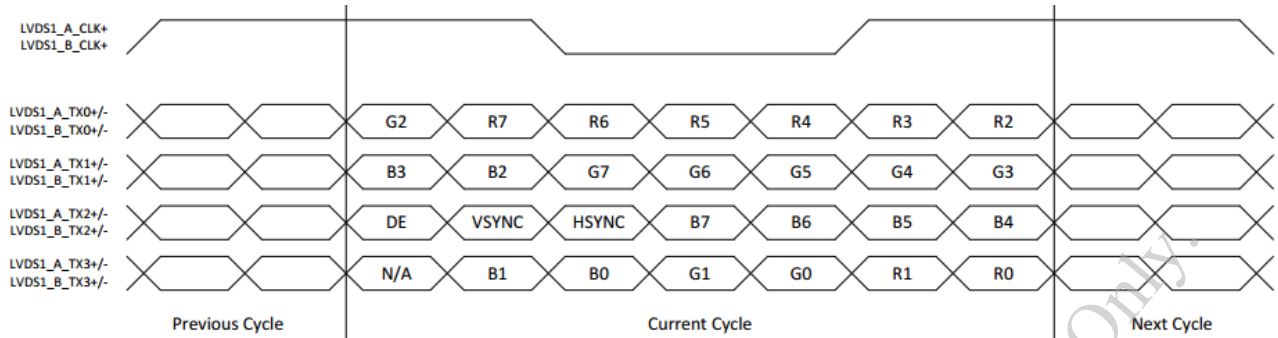 LVDS1_A_CLK+
LVDS1_B_CLK+
LVDS1_A_TX0+/-
LVDS1_B_TX0+/-
G2 R7 R6 R5 R4 R3 R2
LVDS1_A_TX1+/-
LVDS1_B_TX1+/-
B3 B2 G7 G6 G5 G4 G3
LVDS1_A_TX2+/-
LVDS1_B_TX2+/-
DE VSYNC HSYNC B7 B6 B5 B4
LVDS1_A_TX3+/-
LVDS1_B_TX3+/-
N/A B1 B0 G1 G0 R1 R0
Only.
Previous Cycle Current Cycle Next Cycle